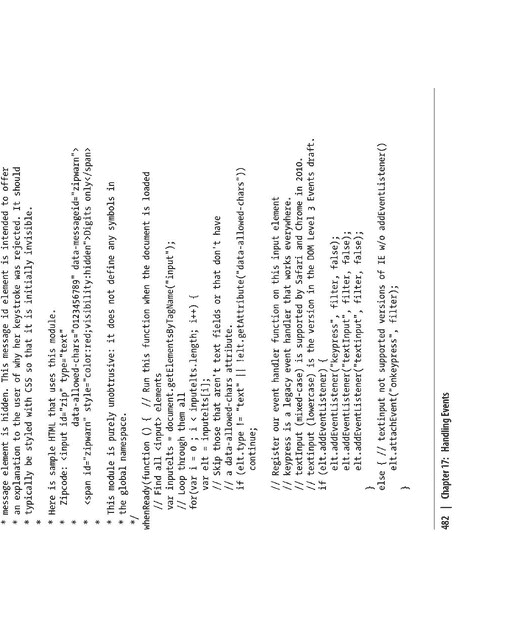 * message element is hidden. This message id element is intended to offer
* an explanation to the user of why her keystroke was rejected. It should
* typically be styled with CSS so that it is initially invisible.
*
* Here is sample HTML that uses this module.
*   Zipcode: <input id="zip" type="text"
*                   data-allowed-chars="0123456789" data-messageid="zipwarn">
*   <span id="zipwarn" style="color:red;visibility:hidden">Digits only</span>
*
* This module is purely unobtrusive: it does not define any symbols in
* the global namespace.
*/
whenReady(function () { // Run this function when the document is loaded
    // Find all <input> elements
    var inputelts = document.getElementsByTagName("input");
    // Loop through them all
    for(var i = 0 ; i < inputelts.length; i++) {
        var elt = inputelts[i];
        // Skip those that aren't text fields or that don't have
        // a data-allowed-chars attribute.
        if (elt.type != "text" || !elt.getAttribute("data-allowed-chars"))
            continue;
        // Register our event handler function on this input element
        // keypress is a legacy event handler that works everywhere.
        // textInput (mixed-case) is supported by Safari and Chrome in 2010.
        // textinput (lowercase) is the version in the DOM Level 3 Events draft.
        if (elt.addEventListener) {
            elt.addEventListener("keypress", filter, false);
            elt.addEventListener("textInput", filter, false);
            elt.addEventListener("textinput", filter, false);
        }
        else { // textInput not supported versions of IE w/o addEventListener()
            elt.attachEvent("onkeypress", filter);
        }
482 | Chapter 17: Handling Events